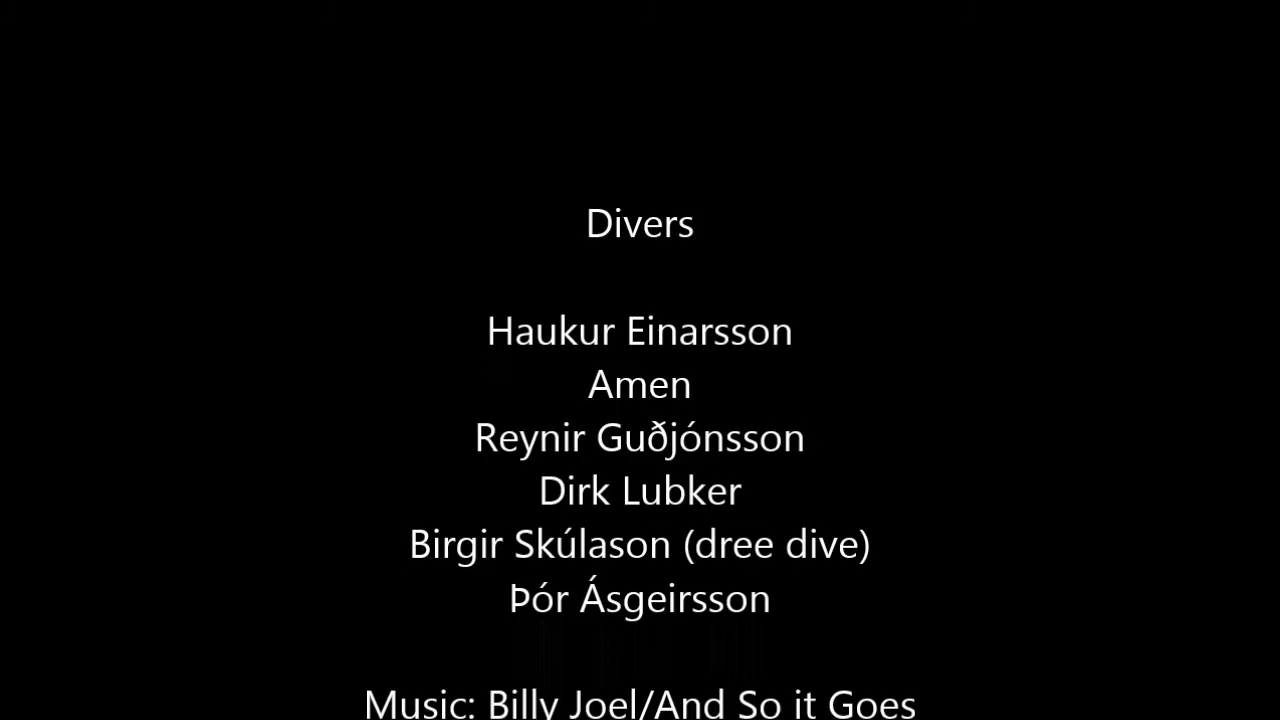 Divers
Haukur Einarsson
Amen
Reynir Guðjónsson
Dirk Lubker
Birgir Skúlason (dree dive)
Þór Ásgeirsson
Music: Billy Joel/And So it Goes